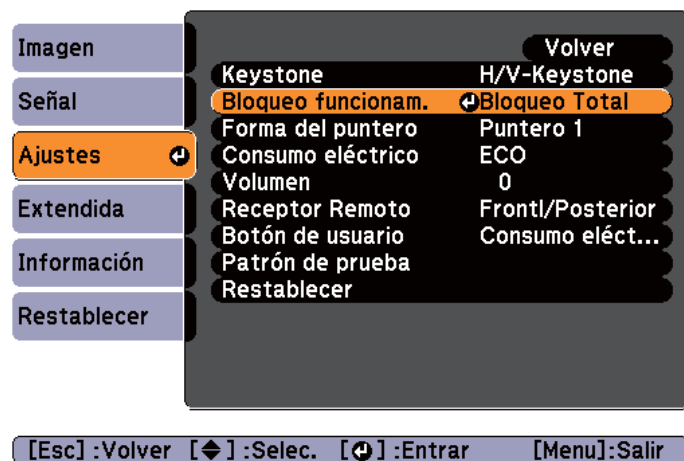 Imagen
Señal
Ajustes
Extendida
Información
Restablecer
Volver
Keystone H/V-Keystone
Bloqueo funcionam. Bloqueo Total
Forma del puntero Puntero 1
Consumo eléctrico ECO
Volumen 0
Receptor Remoto Frontl/Posterior
Botón de usuario Consumo eléct...
Patrón de prueba
Restablecer
[Esc] :Volver [ ] :Selec. [ ] :Entrar [Menu]:Salir